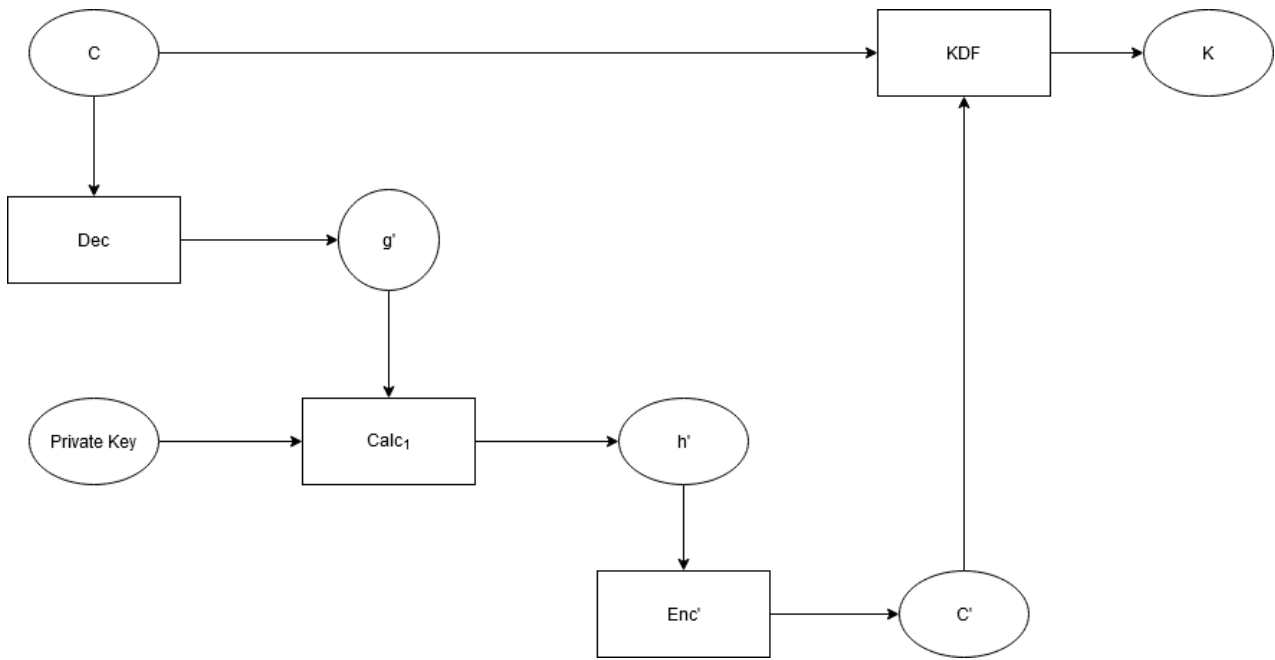 C
KDF
K
Dec
g'
Private Key
Calc₁
h'
Enc'
C'